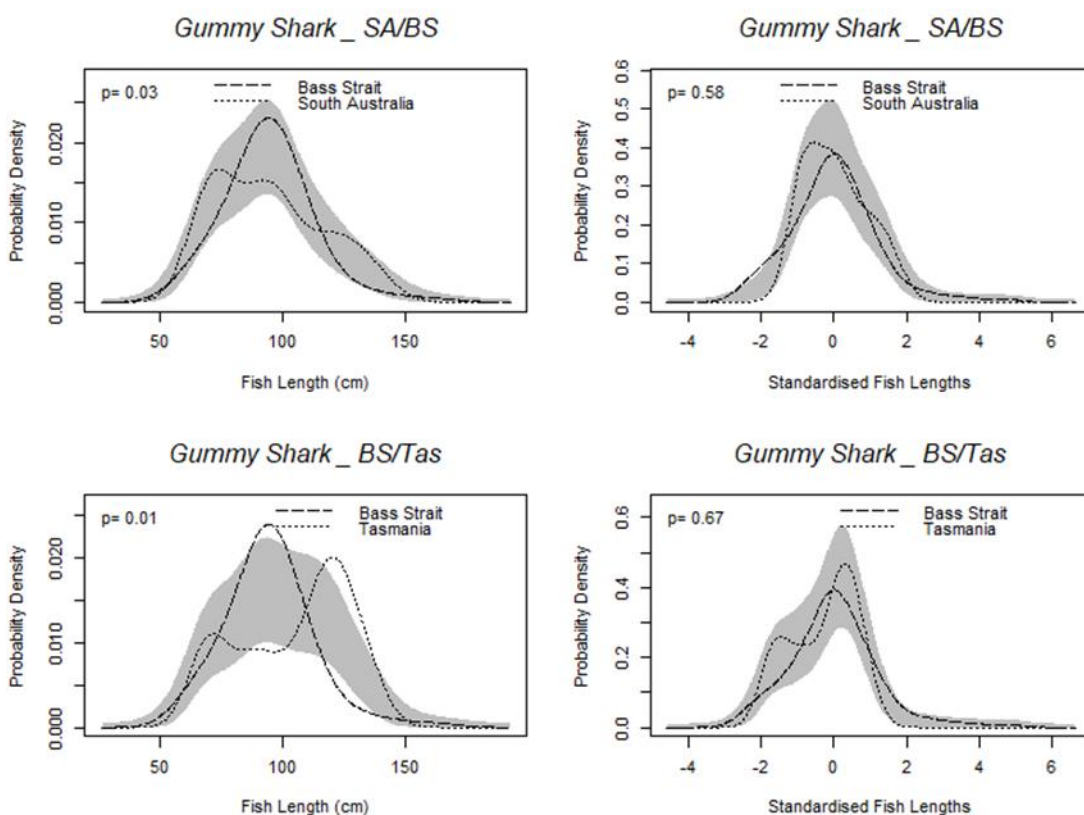 Gummy Shark _ SA/BS
p= 0.03
Bass Strait
South Australia
Probability Density
0.000
0.010
0.020
50
100
150
Fish Length (cm)
Gummy Shark _ SA/BS
p= 0.58
Bass Strait
South Australia
Probability Density
0.0
0.1
0.2
0.3
0.4
0.5
0.6
-4
-2
0
2
4
6
Standardised Fish Lengths
Gummy Shark _ BS/Tas
p= 0.01
Bass Strait
Tasmania
Probability Density
0.000
0.010
0.020
50
100
150
Fish Length (cm)
Gummy Shark _ BS/Tas
p= 0.67
Bass Strait
Tasmania
Probability Density
0.0
0.2
0.4
0.6
-4
-2
0
2
4
6
Standardised Fish Lengths